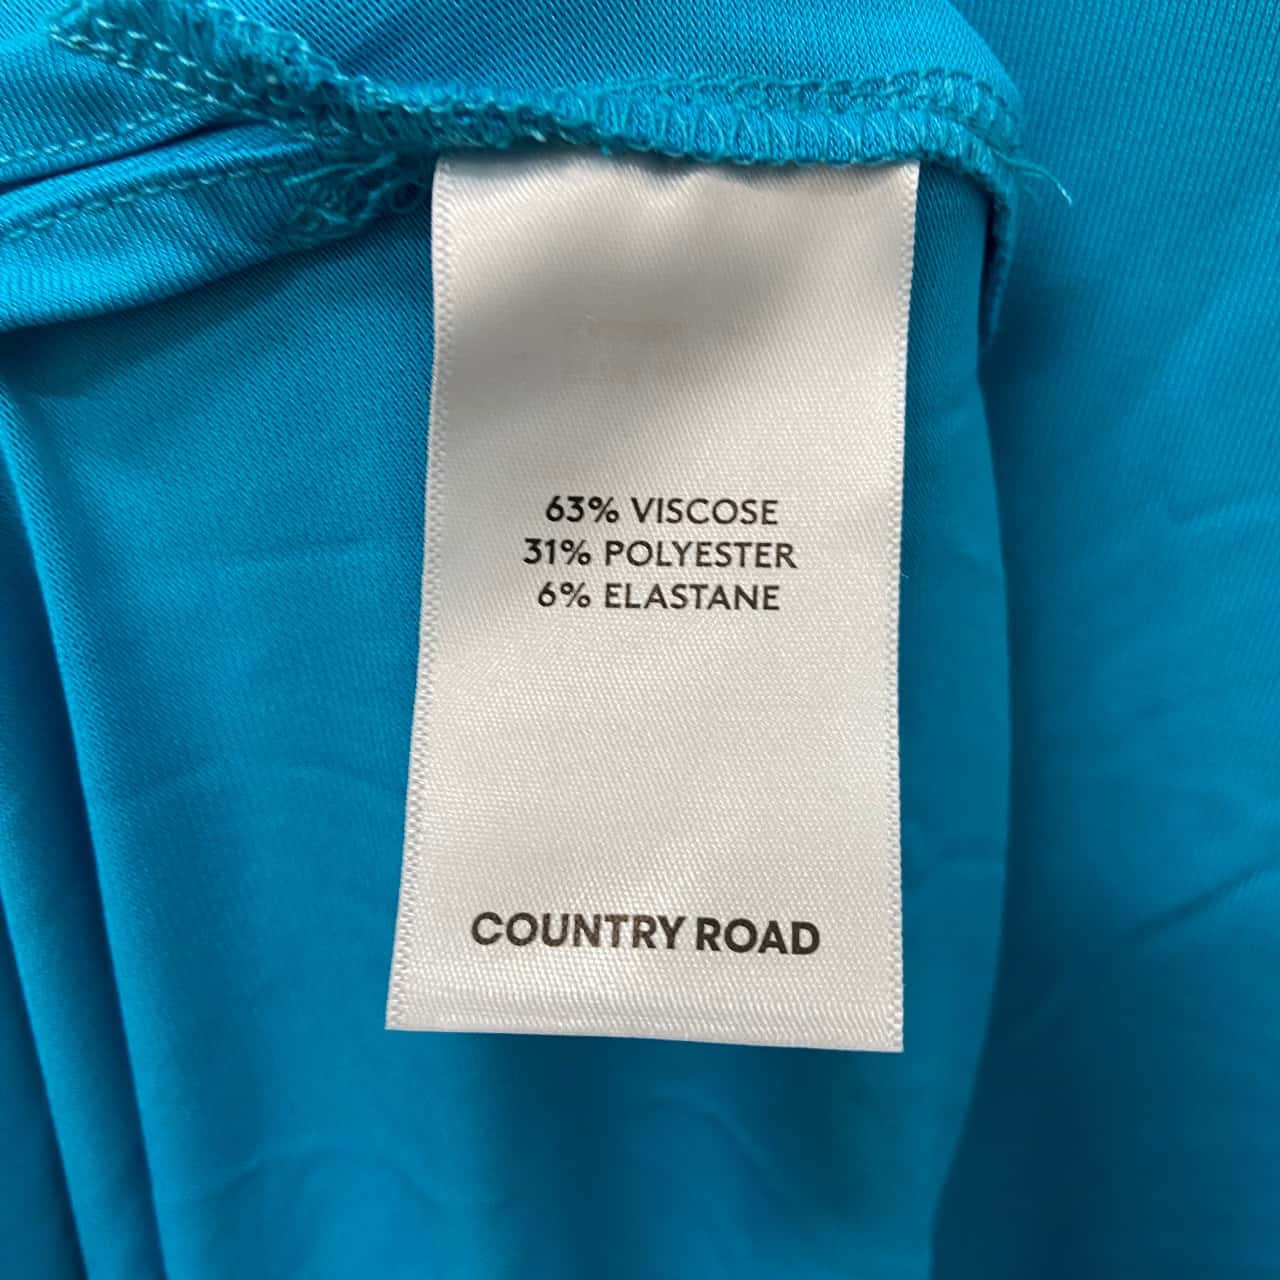 63% VISCOSE
31% POLYESTER
6% ELASTANE
COUNTRY ROAD